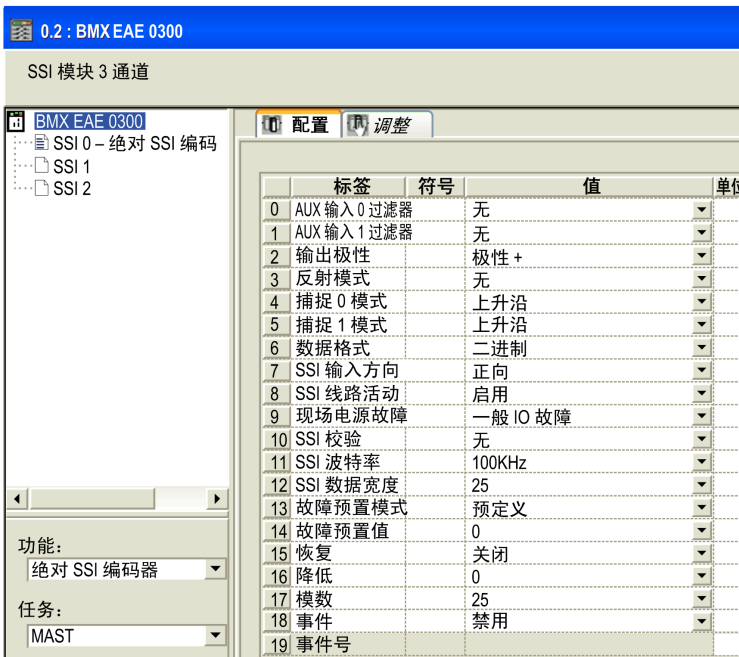 0.2 : BMX EAE 0300
SSI 模块 3 通道
BMX EAE 0300
SSI 0 – 绝对 SSI 编码
SSI 1
SSI 2
功能：
绝对 SSI 编码器
任务：
MAST
配置 调整
标签 符号 值 单位
0 AUX 输入 0 过滤器 无
1 AUX 输入 1 过滤器 无
2 输出极性 极性 +
3 反射模式 无
4 捕捉 0 模式 上升沿
5 捕捉 1 模式 上升沿
6 数据格式 二进制
7 SSI 输入方向 正向
8 SSI 线路活动 启用
9 现场电源故障 一般 IO 故障
10 SSI 校验 无
11 SSI 波特率 100KHz
12 SSI 数据宽度 25
13 故障预置模式 预定义
14 故障预置值 0
15 恢复 关闭
16 降低 0
17 模数 25
18 事件 禁用
19 事件号